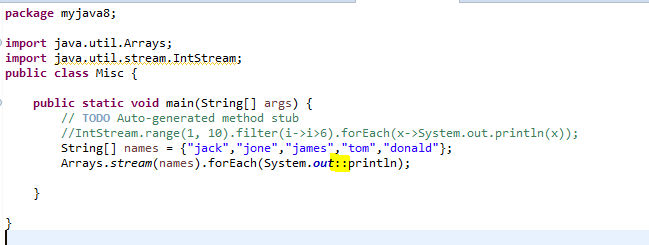 package myjava8;
import java.util.Arrays;
import java.util.stream.IntStream;
public class Misc {
public static void main(String[] args) {
// TODO Auto-generated method stub
//IntStream.range(1, 10).filter(i->i>6).forEach(x->System.out.println(x));
String[] names = {"jack","jone","james","tom","donald"};
Arrays.stream(names).forEach(System.out::println);
}
}